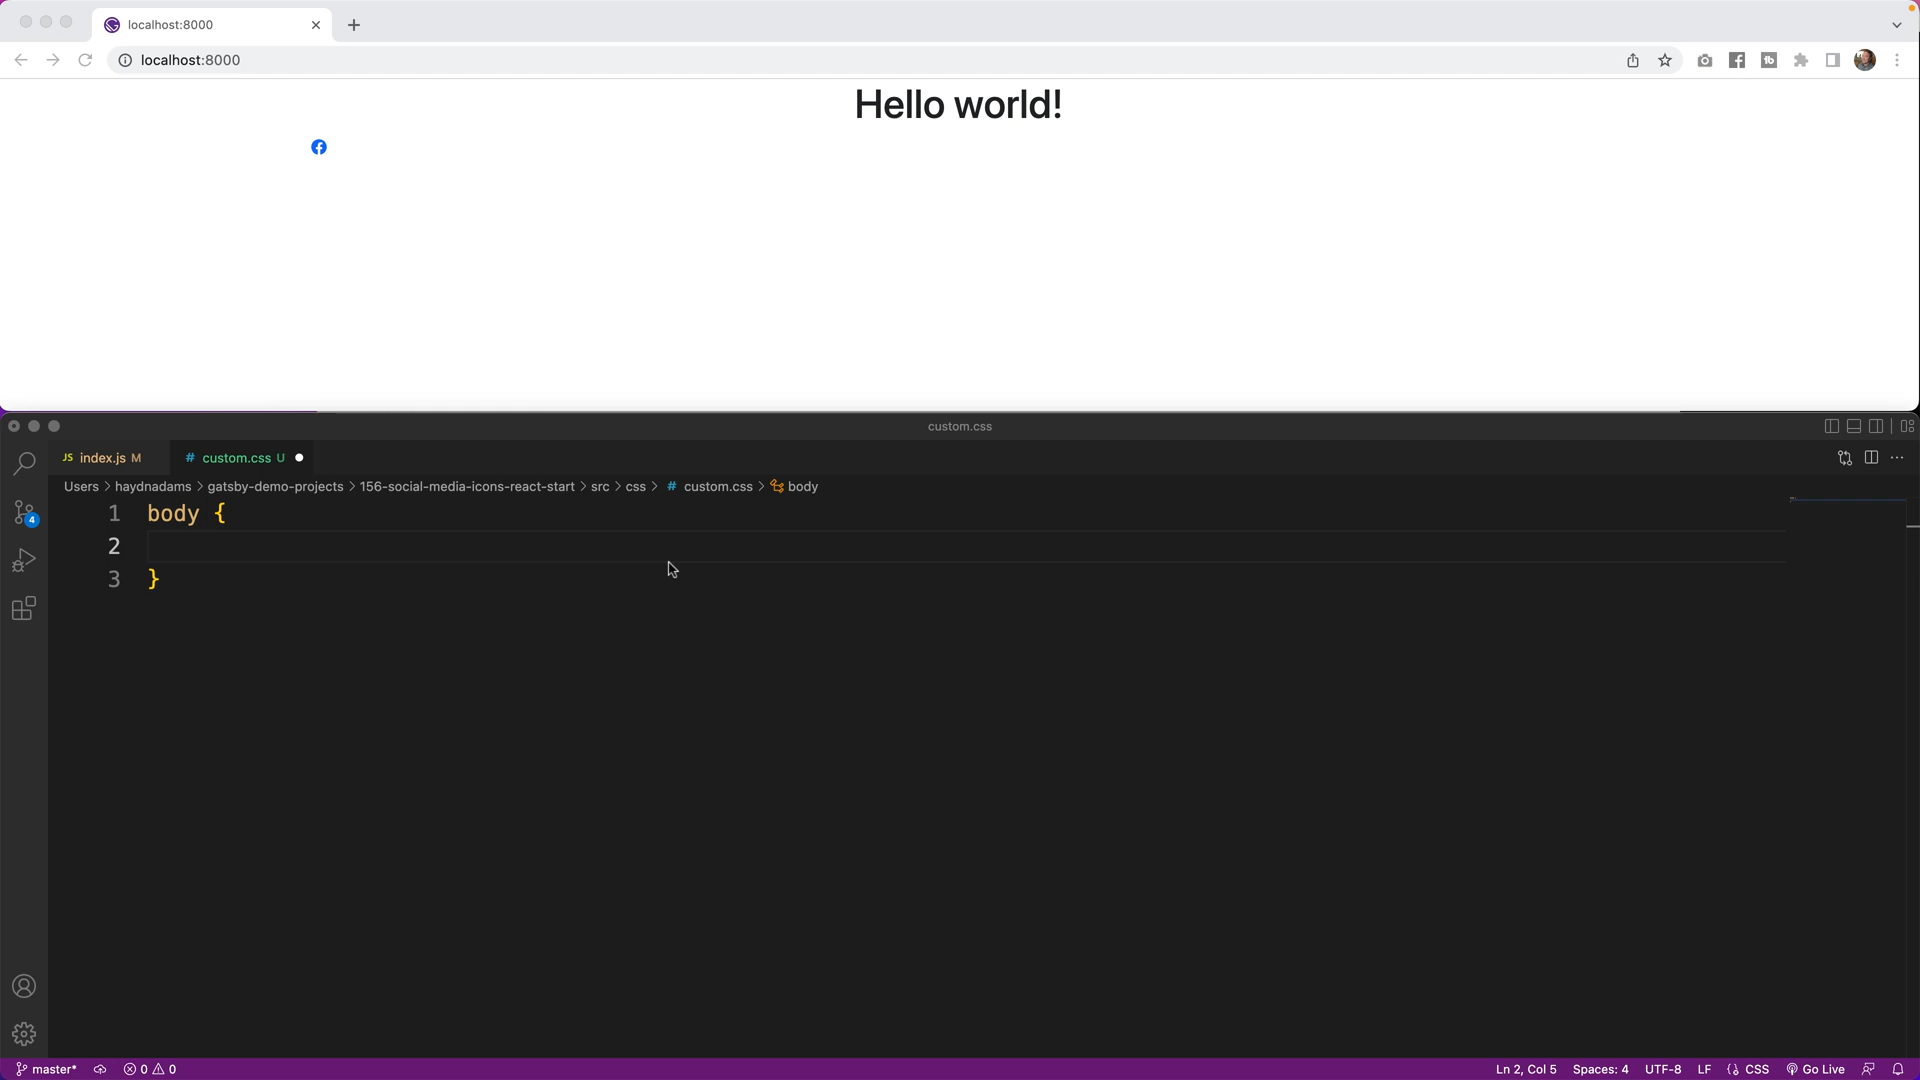 localhost:8000
localhost:8000
Hello world!
custom.css
JS index.js M
# custom.css U
Users > haydnadams > gatsby-demo-projects > 156-social-media-icons-react-start > src > css > # custom.css > body
1 body {
2
3 }
4
master* 0 0
Ln 2, Col 5 Spaces: 4 UTF-8 LF {} CSS Go Live